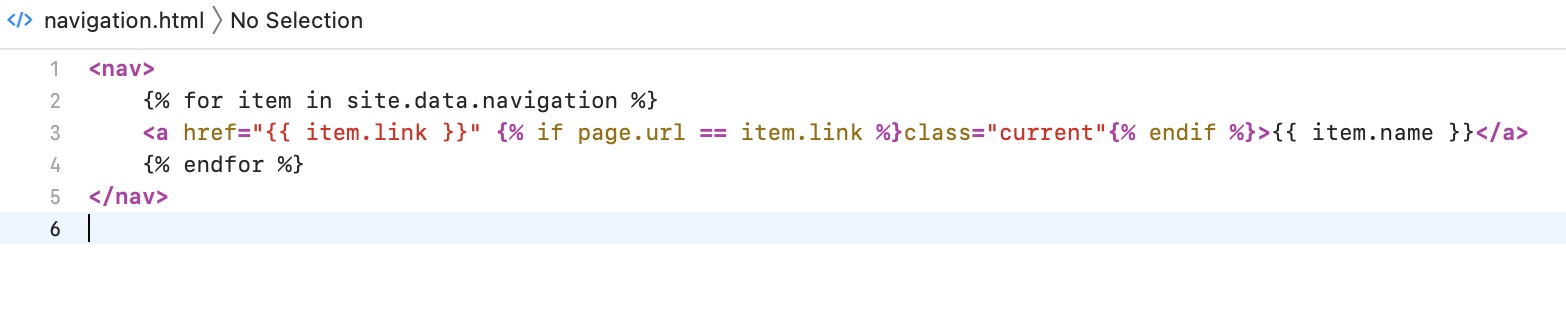 </> navigation.html 〉 No Selection
1 <nav>
2     {% for item in site.data.navigation %}
3     <a href="{{ item.link }}" {% if page.url == item.link %}class="current"{% endif %}>{{ item.name }}</a>
4     {% endfor %}
5 </nav>
6